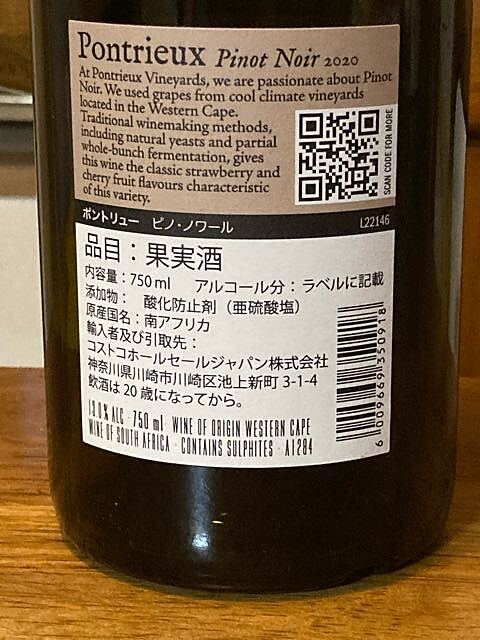 Pontrieux Pinot Noir 2020
At Pontrieux Vineyards, we are passionate about Pinot
Noir. We used grapes from cool climate vineyards
located in the Western Cape.
Traditional winemaking methods,
including natural yeasts and partial
whole-bunch fermentation, gives
this wine the classic strawberry and
cherry fruit flavours characteristic
of this variety.
SCAN CODE FOR MORE
ポントリュー ピノ・ノワール
L22146
品目：果実酒
内容量：750ml アルコール分：ラベルに記載
添加物： 酸化防止剤（亜硫酸塩）
原産国名：南アフリカ
輸入者及び引取先：
コストコホールセールジャパン株式会社
神奈川県川崎市川崎区池上新町 3-1-4
飲酒は 20 歳になってから。
13.0% ALG · 750 ml · WINE OF ORIGIN WESTERN CAPE
WINE OF SOUTH AFRICA · CONTAINS SULPHITES · A1284
6 009669 350918